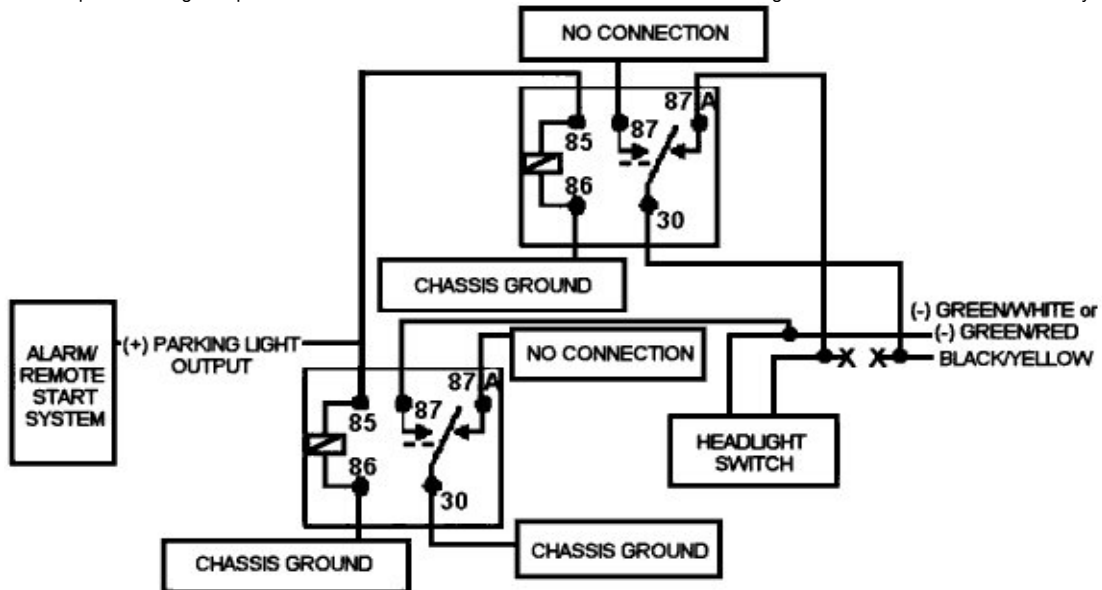 NO CONNECTION
87 A
87
85
86
30
CHASSIS GROUND
(-) GREEN/WHITE or
(-) GREEN/RED
BLACK/YELLOW
X X
ALARM/
REMOTE
START
SYSTEM
(+) PARKING LIGHT
OUTPUT
NO CONNECTION
87 A
87
85
86
30
HEADLIGHT
SWITCH
CHASSIS GROUND
CHASSIS GROUND